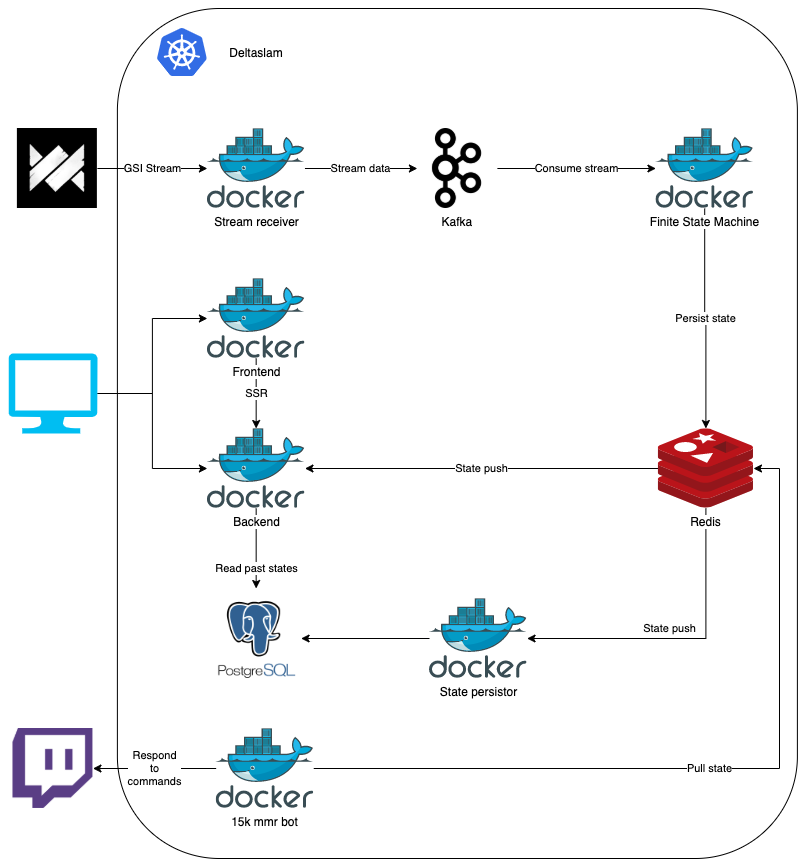 Deltaslam
GSI Stream
docker
Stream receiver
Stream data
Kafka
Consume stream
docker
Finite State Machine
docker
Frontend
SSR
Persist state
docker
Backend
State push
Redis
Read past states
PostgreSQL
docker
State persistor
State push
Respond
to
commands
docker
15k mmr bot
Pull state